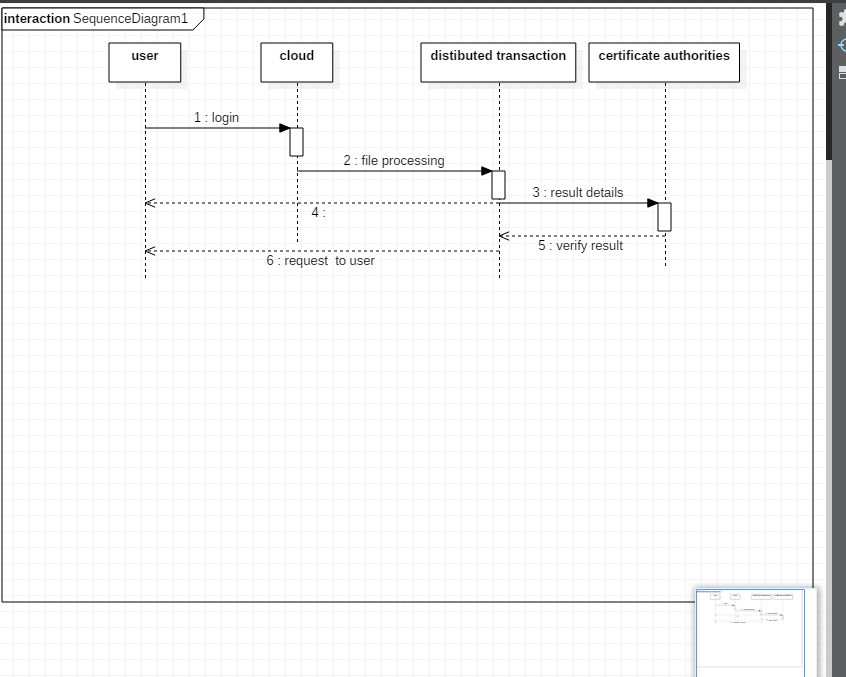 interaction SequenceDiagram1
user
cloud
distibuted transaction
certificate authorities
1 : login
2 : file processing
3 : result details
4 :
5 : verify result
6 : request  to user